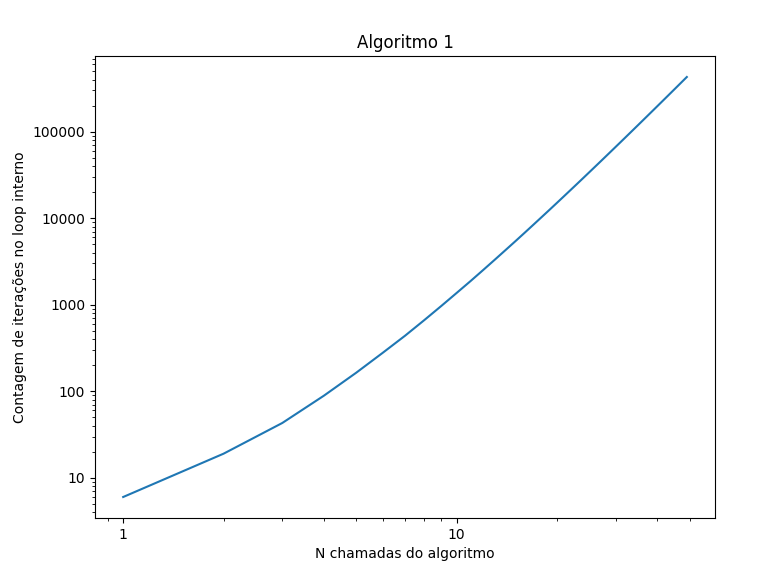 Algoritmo 1
Contagem de iterações no loop interno
100000
10000
1000
100
10
1
10
N chamadas do algoritmo